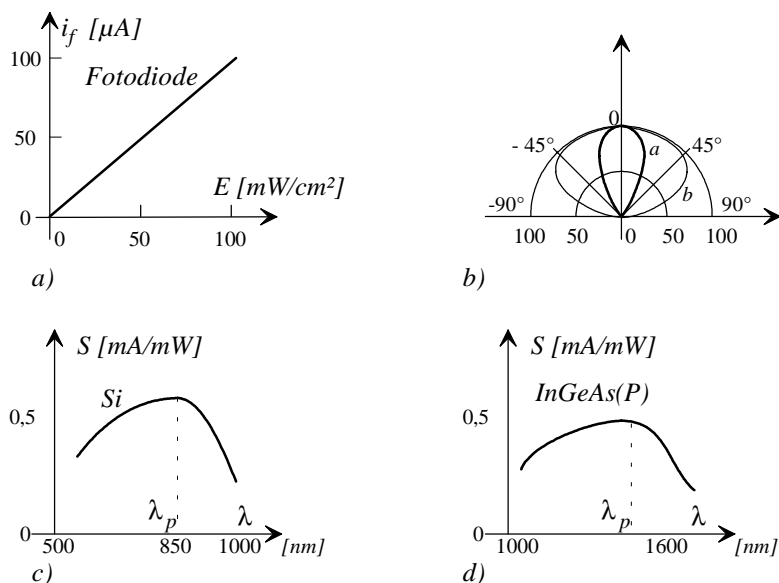 i_f [µA]
100
Fotodiode
50
E [mW/cm²]
0
0 50 100
a)
0
- 45° a 45°
b
-90° 90°
100 50 0 50 100
b)
S [mA/mW]
Si
0,5
λ_p λ
0
500 850 1000 [nm]
c)
S [mA/mW]
InGeAs(P)
0,5
λ_p λ
0
1000 1600 [nm]
d)